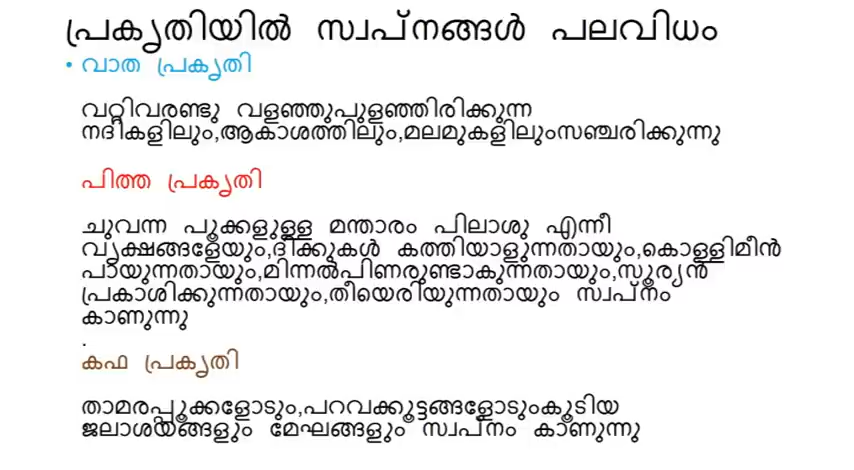 പ്രകൃതിയിൽ സ്വപ്നങ്ങൾ പലവിധം
• വാത പ്രകൃതി
വറ്റിവരണ്ടു വളഞ്ഞുപുളഞ്ഞിരിക്കുന്ന
നദികളിലും,ആകാശത്തിലും,മലമുകളിലുംസഞ്ചരിക്കുന്നു
പിത്ത പ്രകൃതി
ചുവന്ന പൂക്കളുള്ള മന്താരം പിലാശു എന്നീ
വൃക്ഷങ്ങളേയും,ദിക്കുകൾ കത്തിയാളുന്നതായും,കൊള്ളിമീൻ
പായുന്നതായും,മിന്നൽപിണരുണ്ടാകുന്നതായും,സൂര്യൻ
പ്രകാശിക്കുന്നതായും,തീയെരിയുന്നതായും സ്വപ്നം
കാണുന്നു
.
കഫ പ്രകൃതി
താമരപ്പൂക്കളോടും,പറവക്കൂട്ടങ്ങളോടുംകൂടിയ
ജലാശയങ്ങളും മേഘങ്ങളും സ്വപ്നം കാണുന്നു